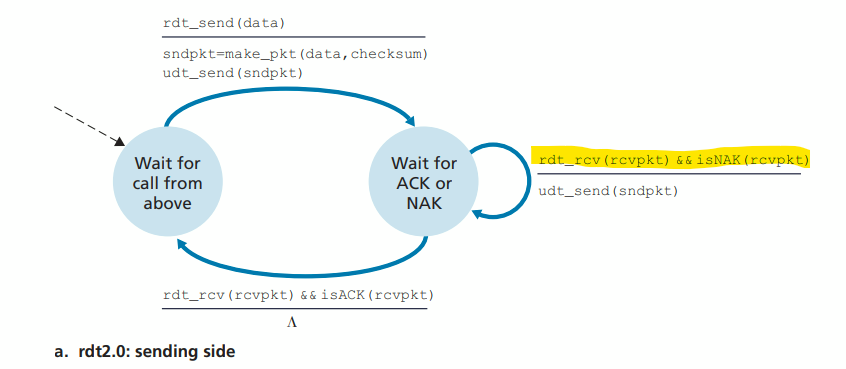 rdt_send(data)
sndpkt=make_pkt(data,checksum)
udt_send(sndpkt)
Wait for
call from
above
Wait for
ACK or
NAK
rdt_rcv(rcvpkt) && isNAK(rcvpkt)
udt_send(sndpkt)
rdt_rcv(rcvpkt) && isACK(rcvpkt)
Λ
a. rdt2.0: sending side